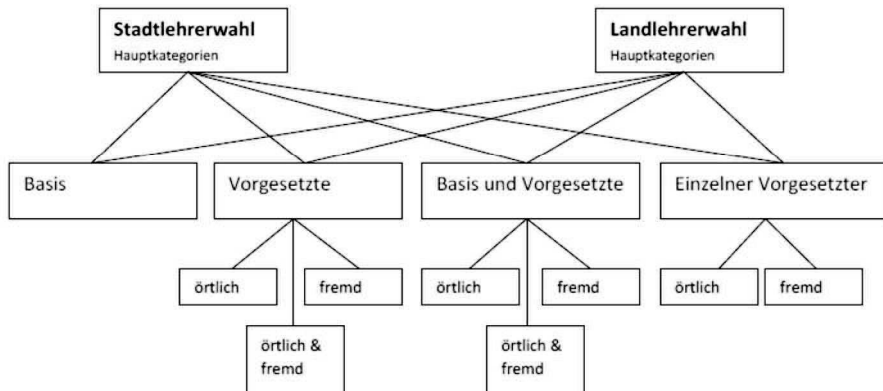 Stadtlehrerwahl
Hauptkategorien
Landlehrerwahl
Hauptkategorien
Basis
Vorgesetzte
Basis und Vorgesetzte
Einzelner Vorgesetzter
örtlich
fremd
örtlich
fremd
örtlich
fremd
örtlich &
fremd
örtlich &
fremd